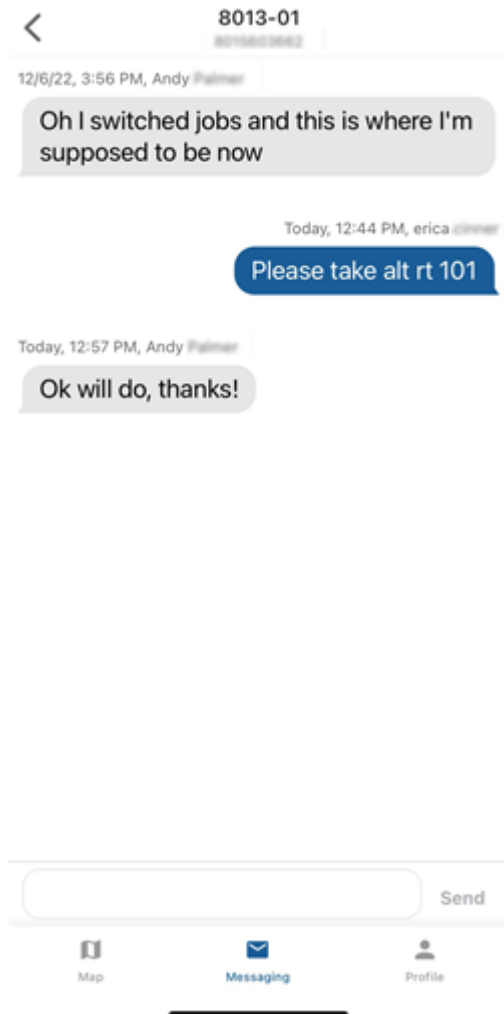 8013-01
12/6/22, 3:56 PM, Andy
Oh I switched jobs and this is where I'm
supposed to be now
Today, 12:44 PM, erica
Please take alt rt 101
Today, 12:57 PM, Andy
Ok will do, thanks!
Send
Map
Messaging
Profile